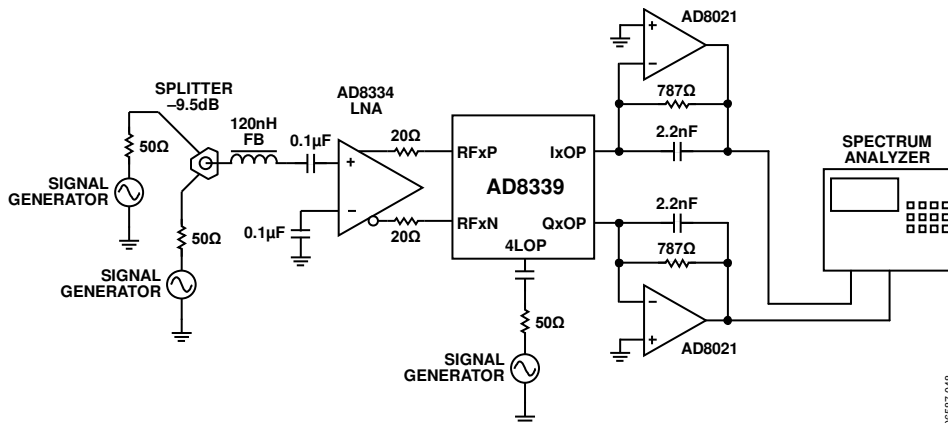 AD8021
SPLITTER
–9.5dB
AD8334
LNA
787Ω
120nH
FB
0.1µF
20Ω
2.2nF
SPECTRUM
ANALYZER
50Ω
RFxP
IxOP
SIGNAL
GENERATOR
AD8339
2.2nF
RFxN
QxOP
0.1µF
20Ω
4LOP
50Ω
787Ω
SIGNAL
GENERATOR
50Ω
AD8021
SIGNAL
GENERATOR